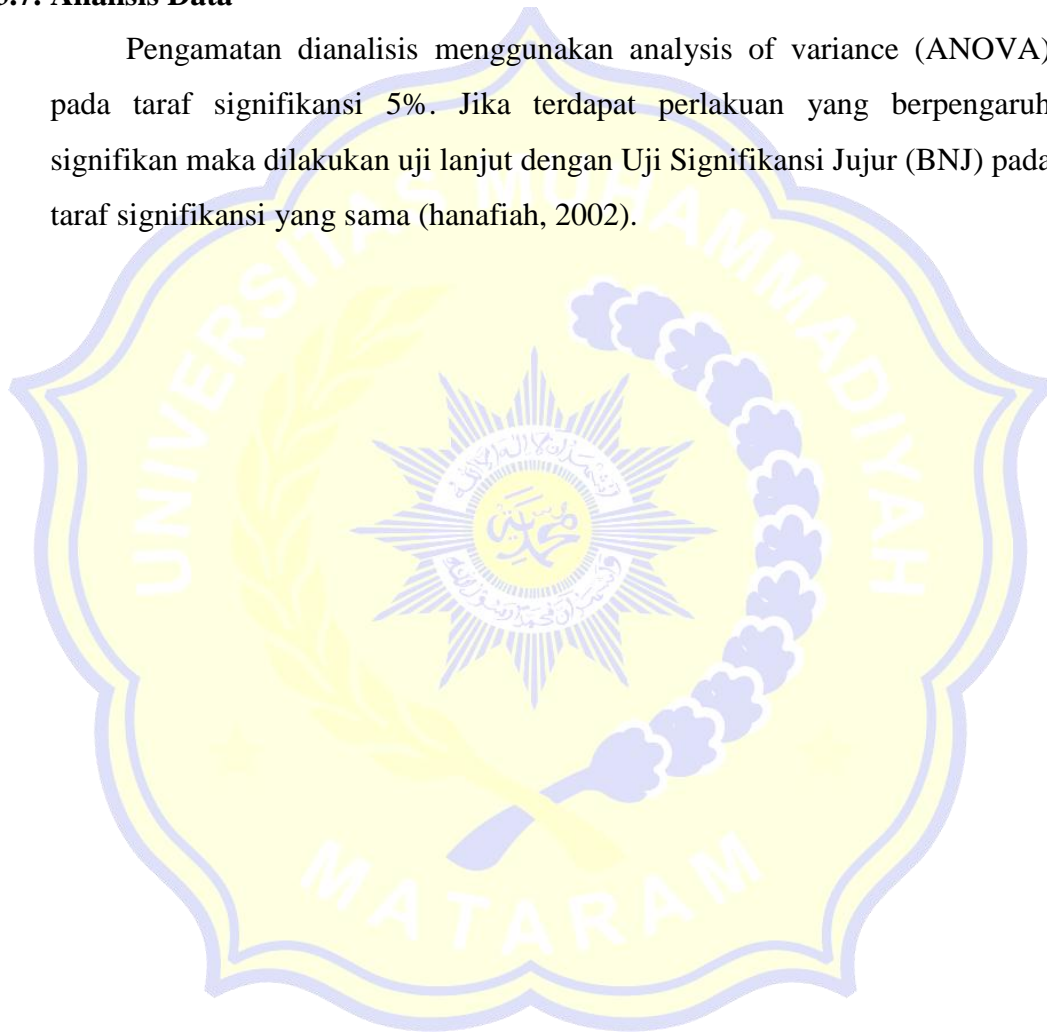 3.7. Analisis Data
Pengamatan dianalisis menggunakan analysis of variance (ANOVA)
pada taraf signifikansi 5%. Jika terdapat perlakuan yang berpengaruh
signifikan maka dilakukan uji lanjut dengan Uji Signifikansi Jujur (BNJ) pada
taraf signifikansi yang sama (hanafiah, 2002).
UNIVERSITAS MUHAMMADIYAH
MATARAM